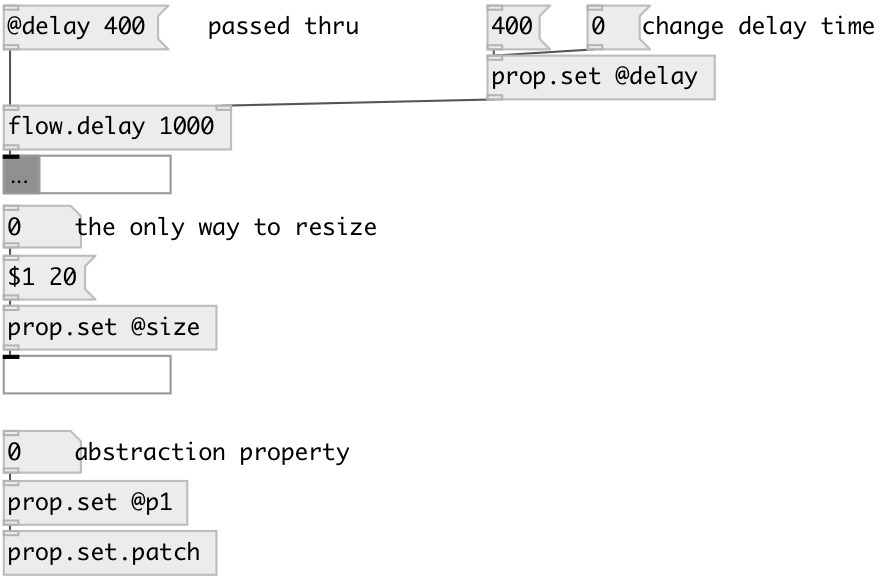 @delay 400 passed thru 400 0 change delay time
prop.set @delay
flow.delay 1000
...
0 the only way to resize
$1 20
prop.set @size
0 abstraction property
prop.set @p1
prop.set.patch